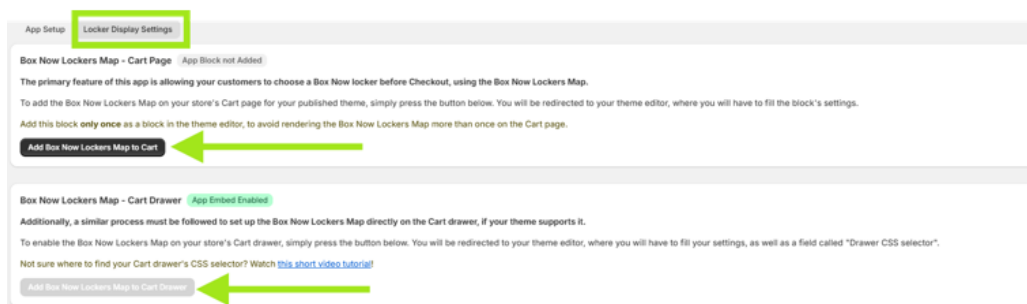 App Setup Locker Display Settings
Box Now Lockers Map - Cart Page App Block not Added
The primary feature of this app is allowing your customers to choose a Box Now locker before Checkout, using the Box Now Lockers Map.
To add the Box Now Lockers Map on your store's Cart page for your published theme, simply press the button below. You will be redirected to your theme editor, where you will have to fill the block's settings.
Add this block only once as a block in the theme editor, to avoid rendering the Box Now Lockers Map more than once on the Cart page.
Add Box Now Lockers Map to Cart
Box Now Lockers Map - Cart Drawer App Embed Enabled
Additionally, a similar process must be followed to set up the Box Now Lockers Map directly on the Cart drawer, if your theme supports it.
To enable the Box Now Lockers Map on your store's Cart drawer, simply press the button below. You will be redirected to your theme editor, where you will have to fill your settings, as well as a field called "Drawer CSS selector".
Not sure where to find your Cart drawer's CSS selector? Watch this short video tutorial!
Add Box Now Lockers Map to Cart Drawer